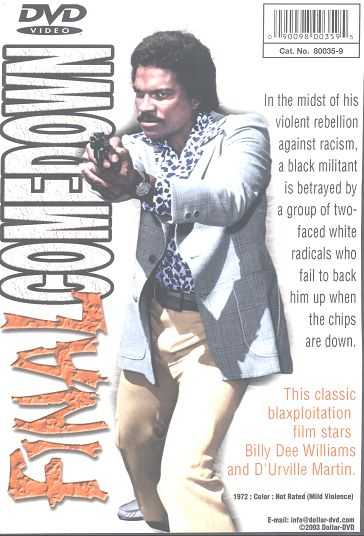 DVD
VIDEO
FINAL COMEDOWN
6 90098 00359 5
Cat. No. 80035-9
In the midst of his
violent rebellion
against racism,
a black militant
is betrayed by
a group of two-
faced white
radicals who
fail to back
him up when
the chips
are down.
This classic
blaxploitation
film stars
Billy Dee Williams
and D'Urville Martin.
1972 : Color : Not Rated (Mild Violence)
E-mail: info@dollar-dvd.com
©2003 Dollar-DVD